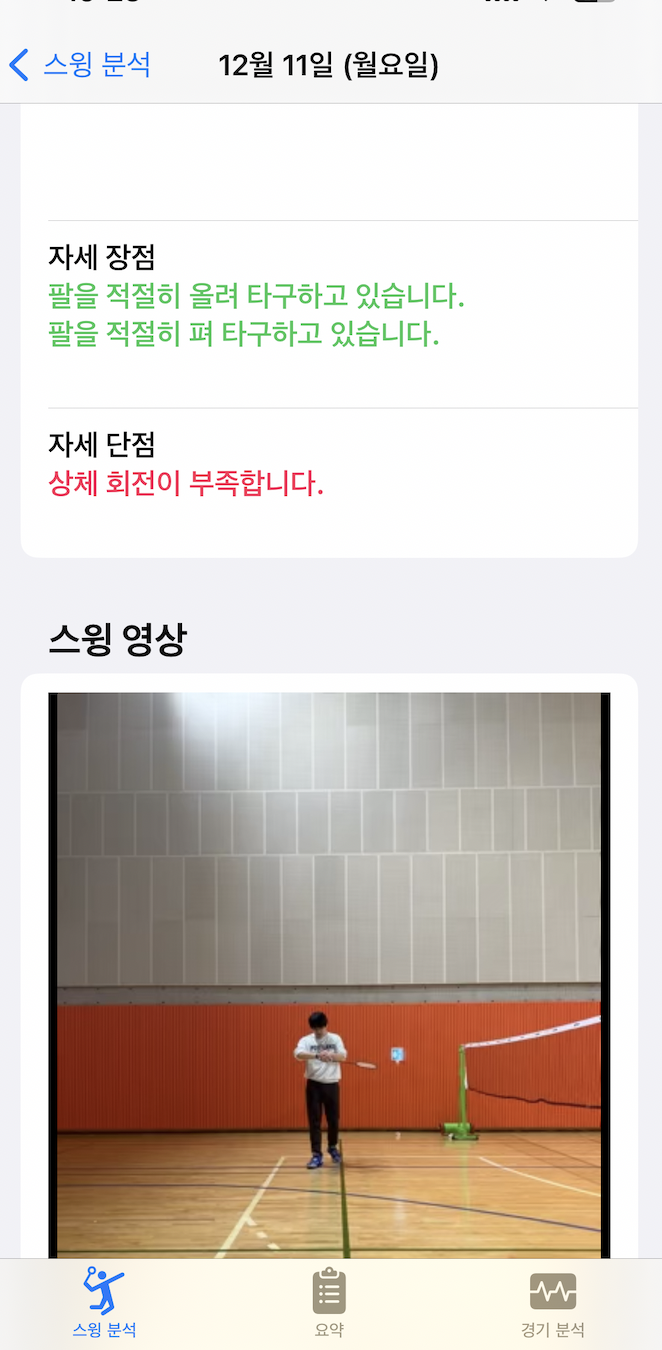 스윙 분석
12월 11일 (월요일)
자세 장점
팔을 적절히 올려 타구하고 있습니다.
팔을 적절히 펴 타구하고 있습니다.
자세 단점
상체 회전이 부족합니다.
스윙 영상
스윙 분석
요약
경기 분석